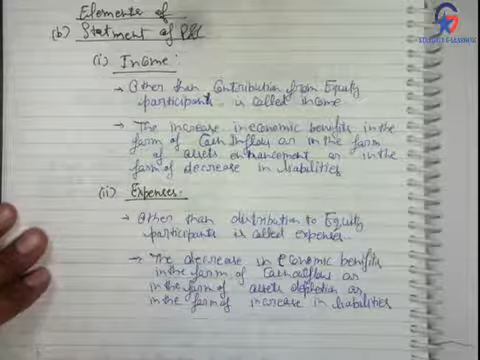 Elements of
(b) Statment of P&L
(i) Income :
→ Other than Contribution from Equity
participants is called income
→ The increase in economic benefits in the
form of Cash Inflow or in the form
of assets enhancement or in the
form of decrease in liabilities
(ii) Expenses.
→ Other than distribution to Equity
participants is called expenses.
→ The decrease in economic benefits
in the form of Cash outflow or
in the form of assets depletion or
in the form of increase in liabilities